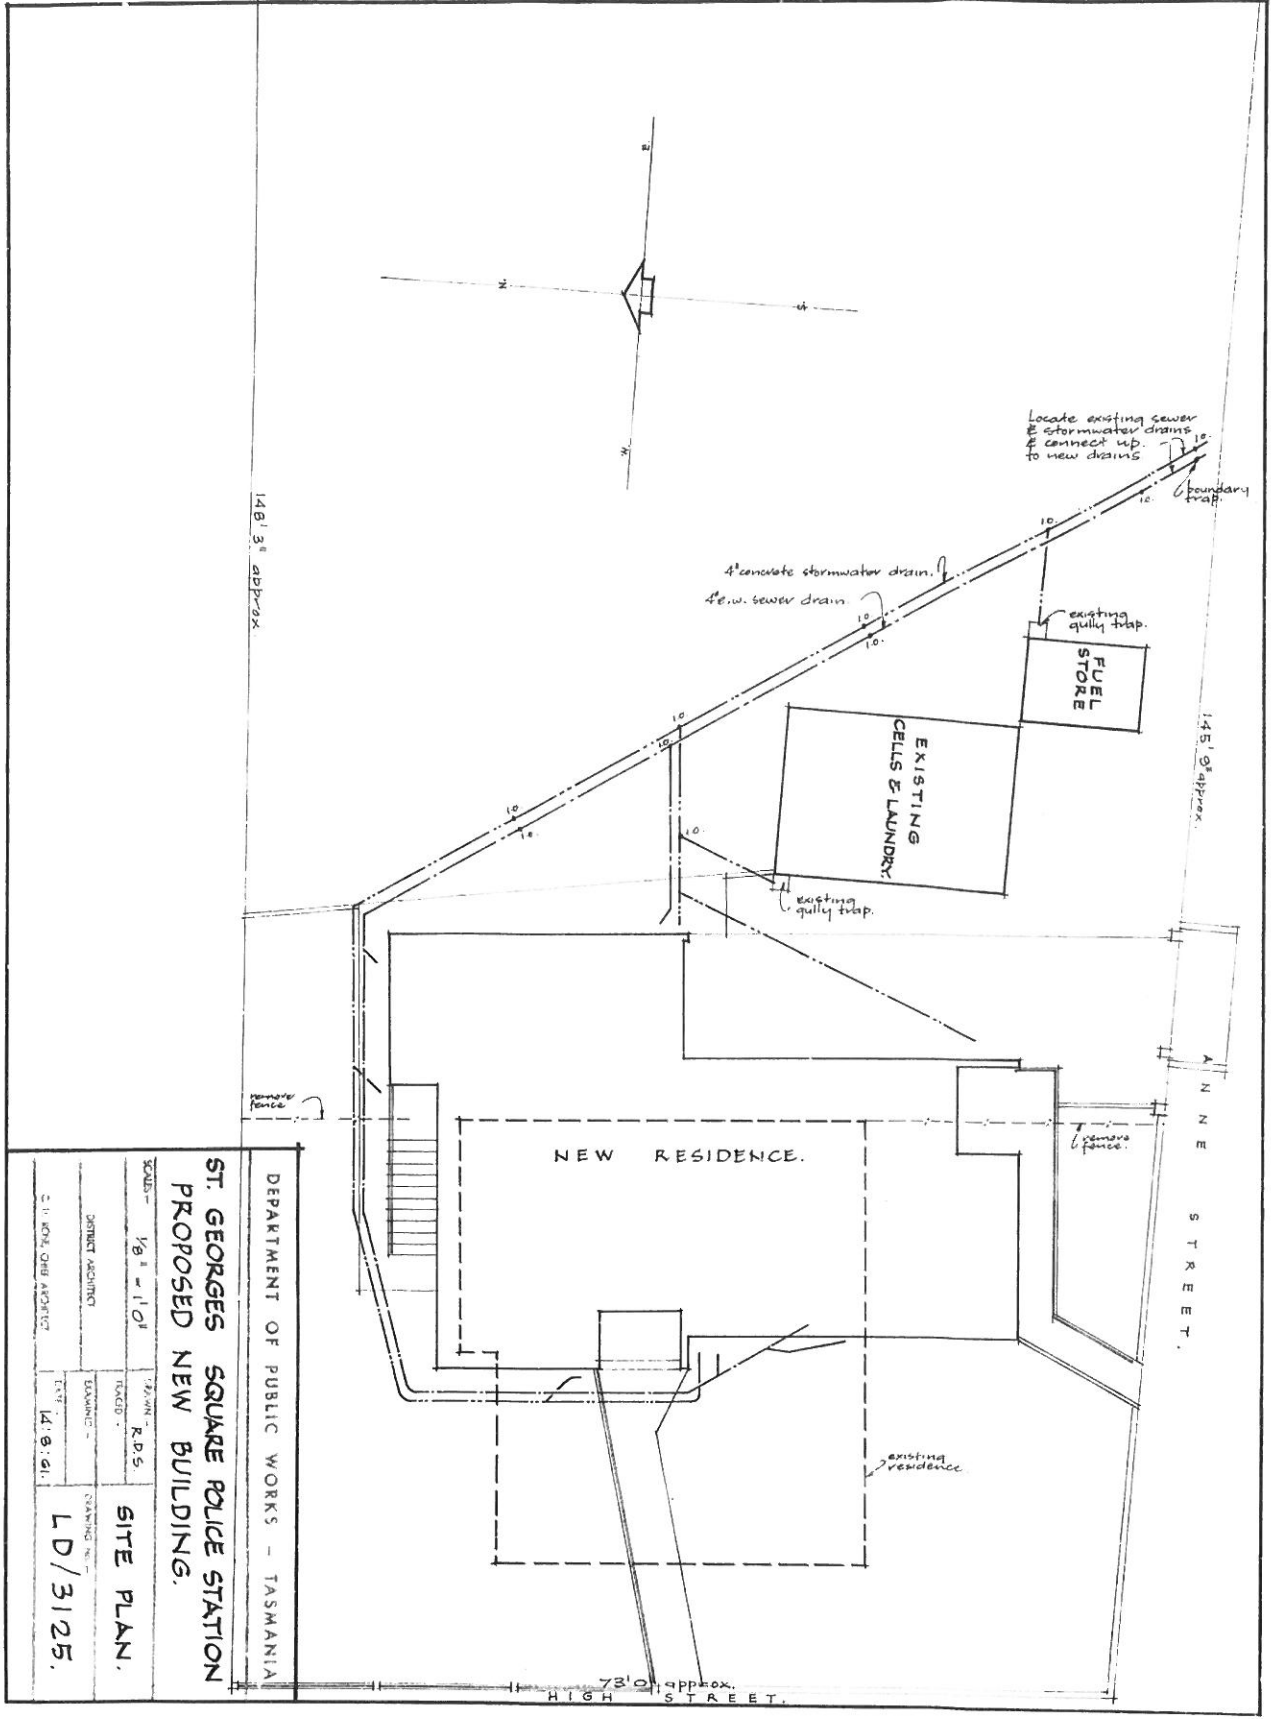 E.
N.
S.
W.
Locate existing sewer
& stormwater drains
& connect up.
to new drains
I.O.
boundary
trap.
I.O.
I.O.
148' 3" approx.
4" concrete stormwater drain.
4" e.w. sewer drain.
I.O.
I.O.
existing
gully trap.
FUEL
STORE
145' 9" approx.
I.O.
I.O.
EXISTING
CELLS & LAUNDRY.
I.O.
I.O.
I.O.
existing
gully trap.
ANNE STREET.
remove
fence
remove
fence.
NEW RESIDENCE.
existing
residence
73'0" approx.
HIGH STREET.
DEPARTMENT OF PUBLIC WORKS - TASMANIA
ST. GEORGES SQUARE POLICE STATION
PROPOSED NEW BUILDING.
SCALES - 1/8" = 1'0"
DRAWN - R.D.S.
TRACED -
SITE PLAN.
DISTRICT ARCHITECT
EXAMINED -
DRAWING No. -
CHIEF ARCHITECT
DATE - 14:8:61.
LD/3125.